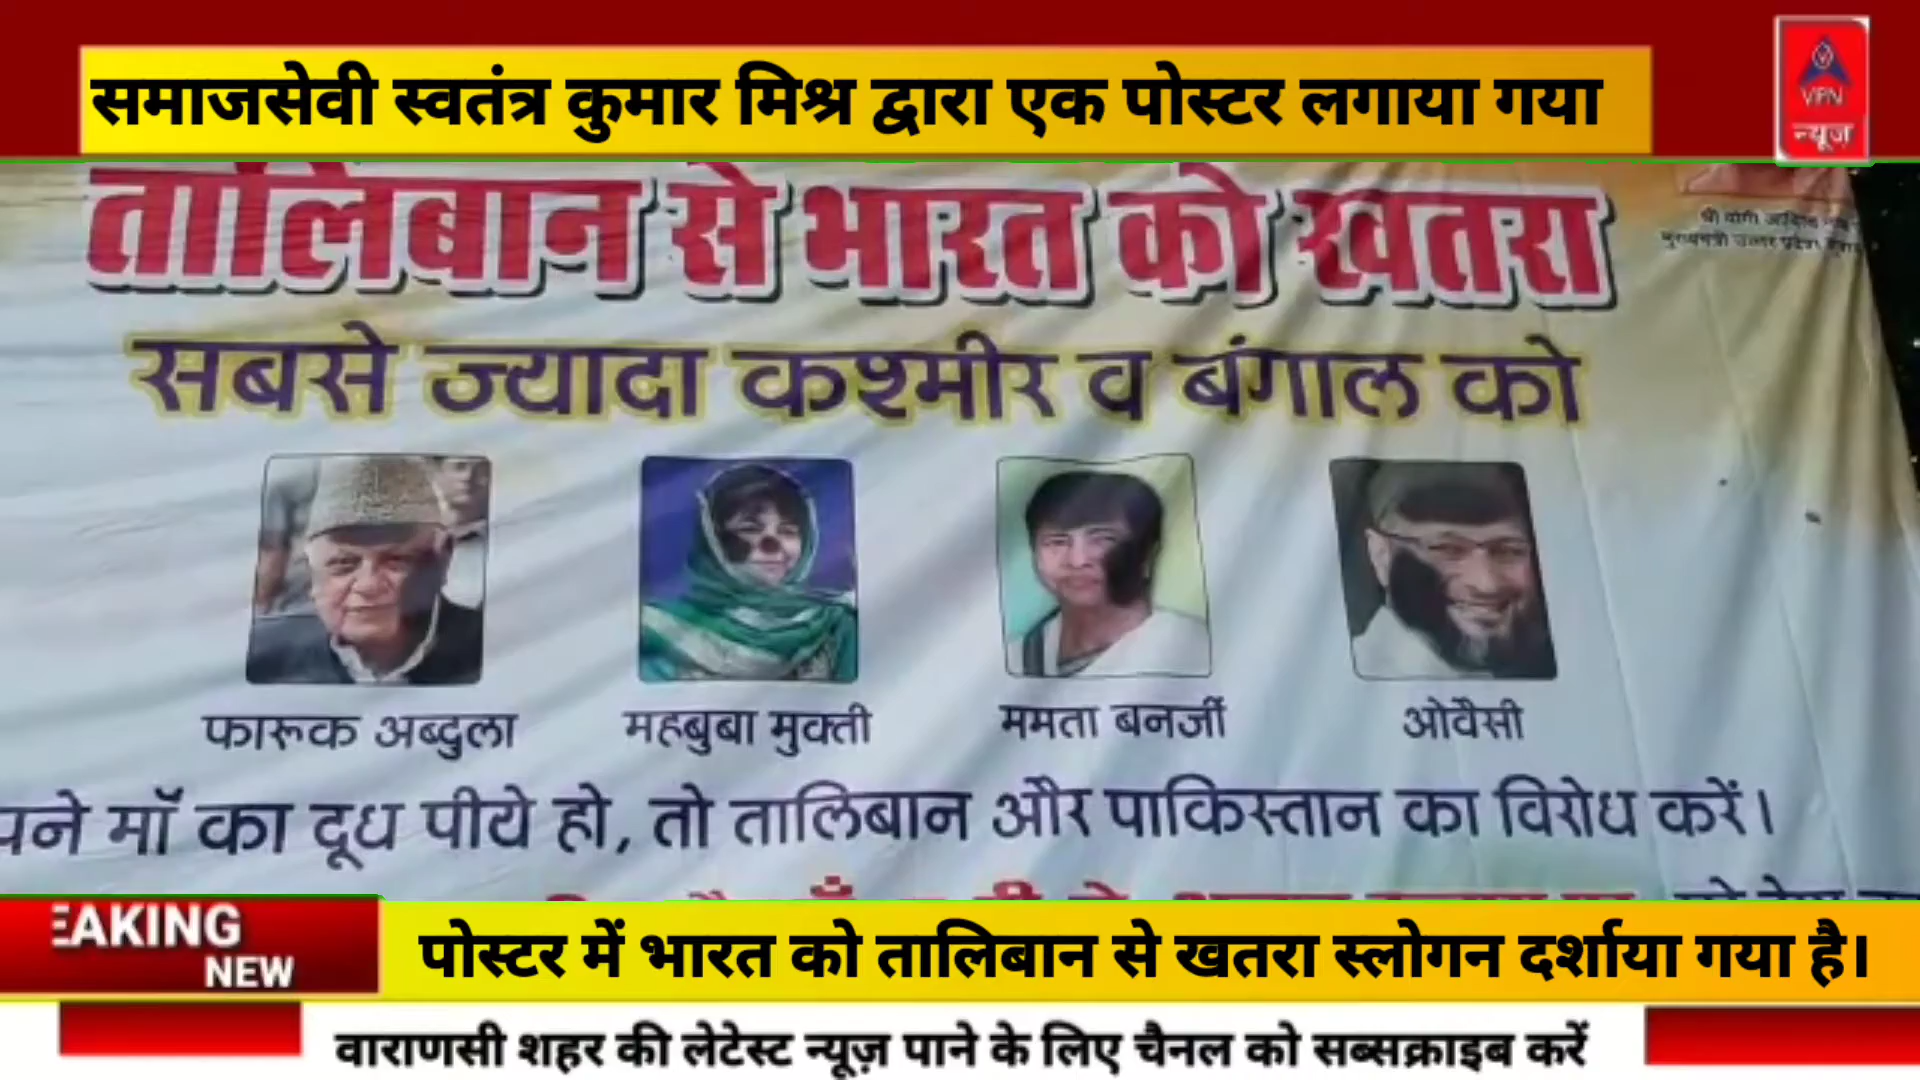 समाजसेवी स्वतंत्र कुमार मिश्र द्वारा एक पोस्टर लगाया गया
VPN
न्यूज़
तालिबान से भारत को खतरा
श्री योगी
सबसे ज्यादा कश्मीर व बंगाल को
फारूक अब्दुला
महबुबा मुक्ती
ममता बनर्जी
ओवैसी
पने माॅ का दूध पीये हो, तो तालिबान और पाकिस्तान का विरोध करें।
EAKING
NEW
पोस्टर में भारत को तालिबान से खतरा स्लोगन दर्शाया गया है।
वाराणसी शहर की लेटेस्ट न्यूज़ पाने के लिए चैनल को सब्सक्राइब करें